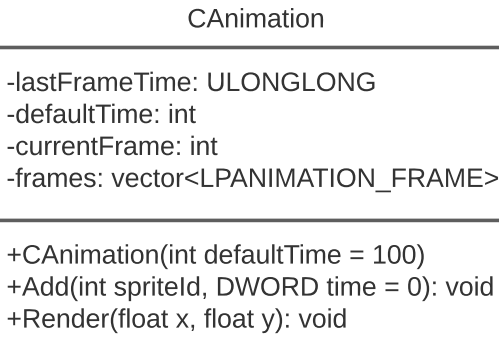 CAnimation
-lastFrameTime: ULONGLONG
-defaultTime: int
-currentFrame: int
-frames: vector<LPANIMATION_FRAME>
+CAnimation(int defaultTime = 100)
+Add(int spriteId, DWORD time = 0): void
+Render(float x, float y): void